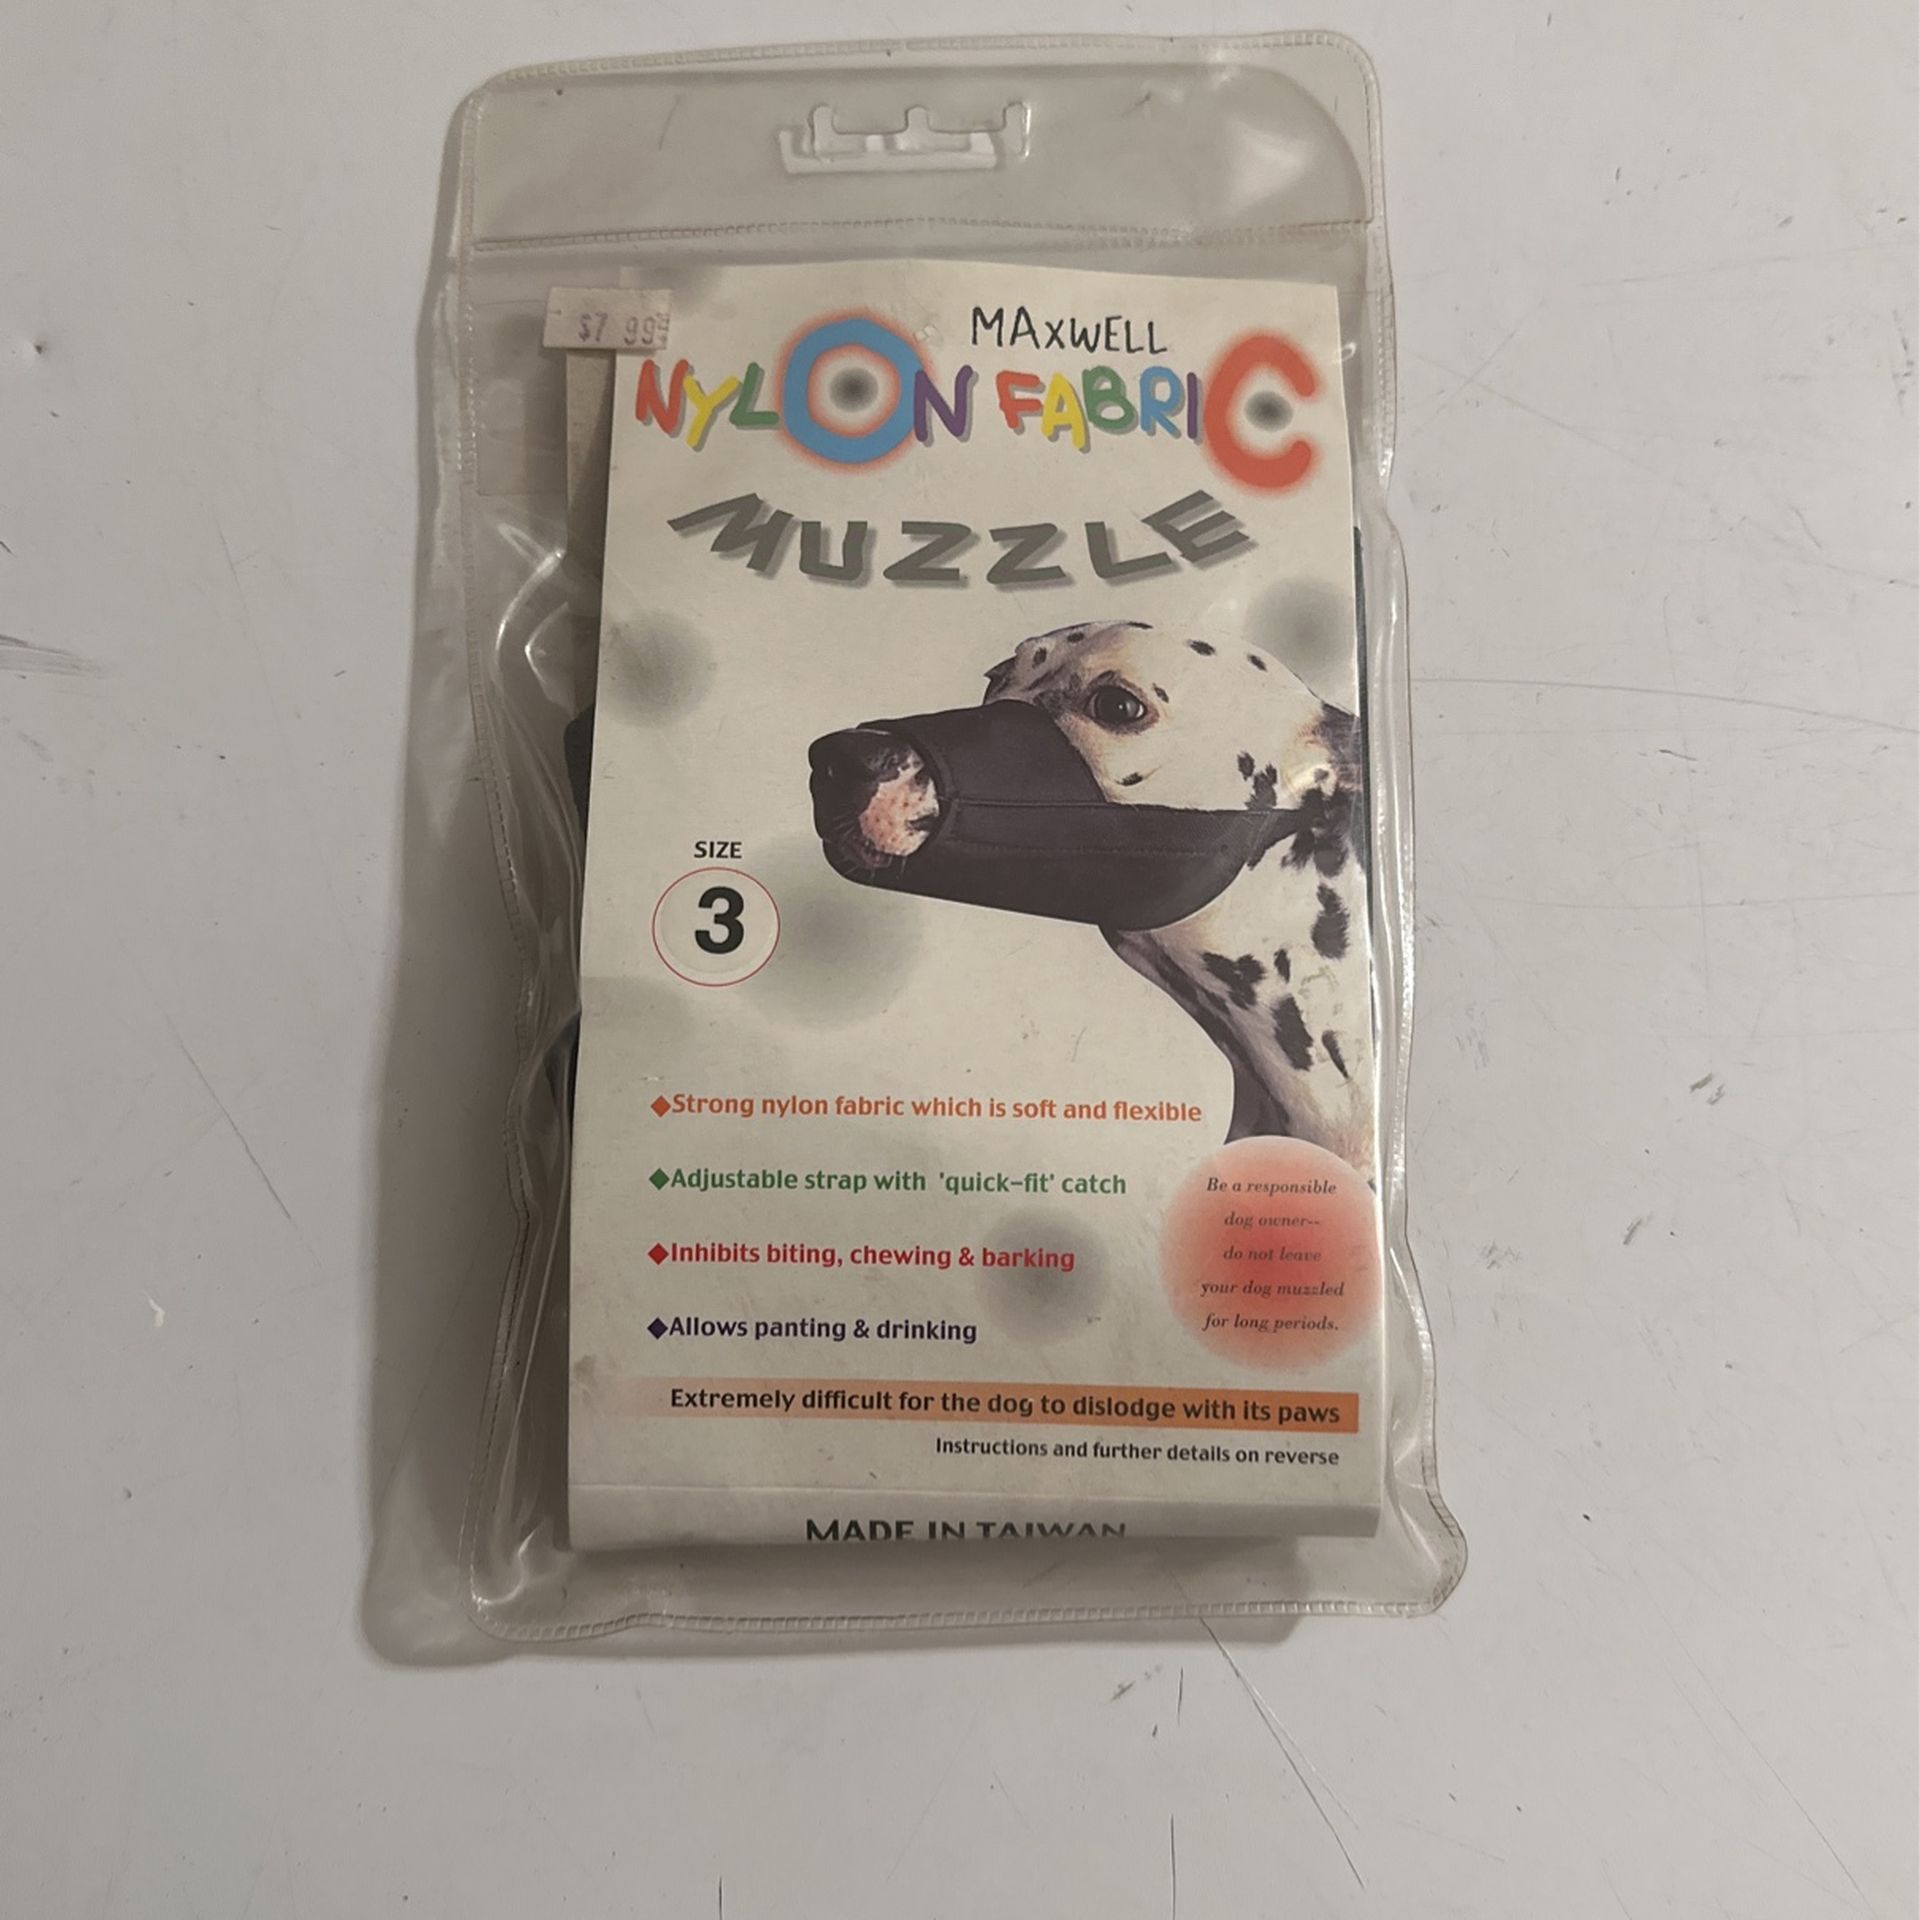 $7 99
MAXWELL
NYLON FABRIC
MUZZLE
SIZE
3
◆Strong nylon fabric which is soft and flexible
◆Adjustable strap with 'quick-fit' catch
◆Inhibits biting, chewing & barking
◆Allows panting & drinking
Be a responsible
dog owner--
do not leave
your dog muzzled
for long periods.
Extremely difficult for the dog to dislodge with its paws
Instructions and further details on reverse
MADE IN TAIWAN